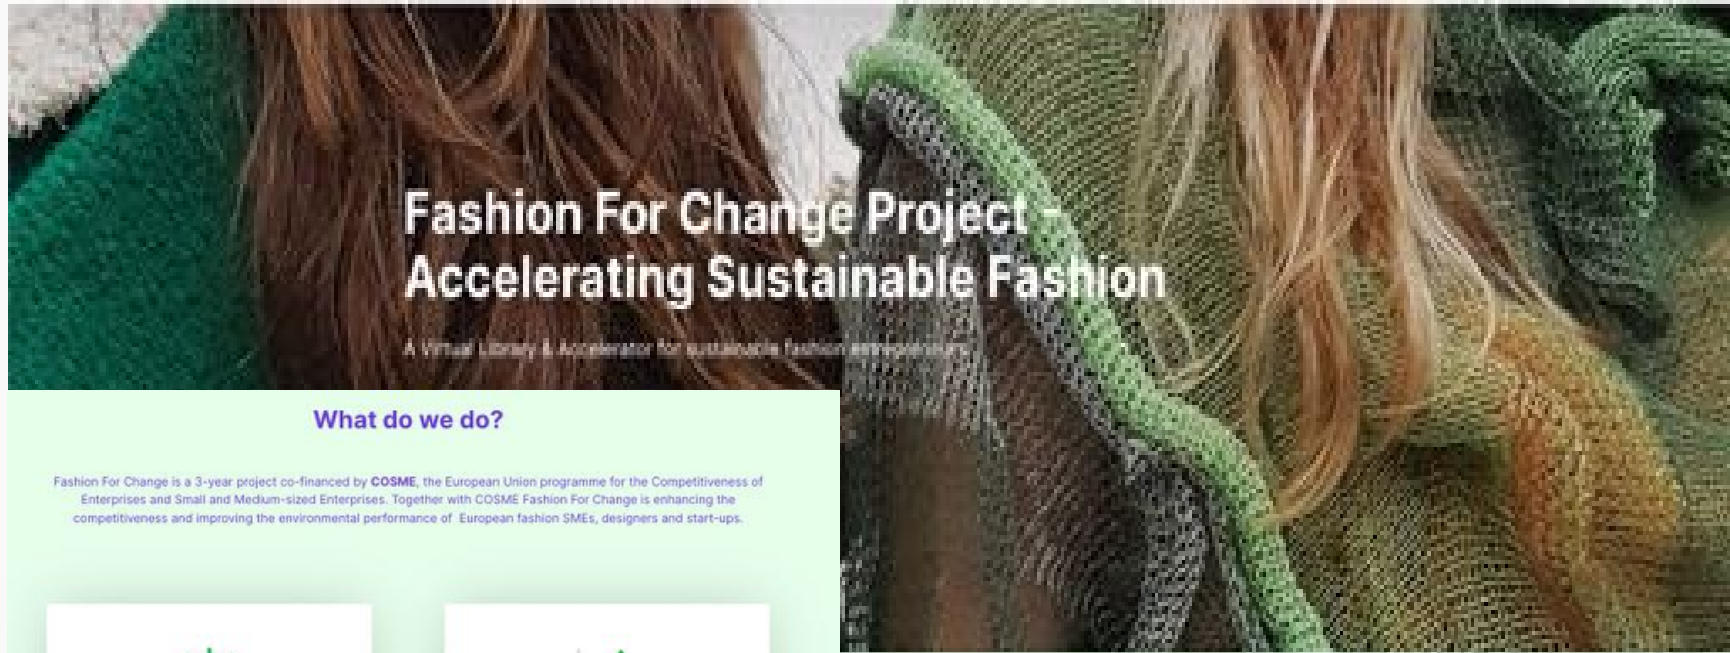 Fashion For Change Project -
Accelerating Sustainable Fashion
A Virtual Library & Accelerator for sustainable fashion entrepreneurs
What do we do?
Fashion For Change is a 3-year project co-financed by COSME, the European Union programme for the Competitiveness of
Enterprises and Small and Medium-sized Enterprises. Together with COSME Fashion For Change is enhancing the
competitiveness and improving the environmental performance of European fashion SMEs, designers and start-ups.